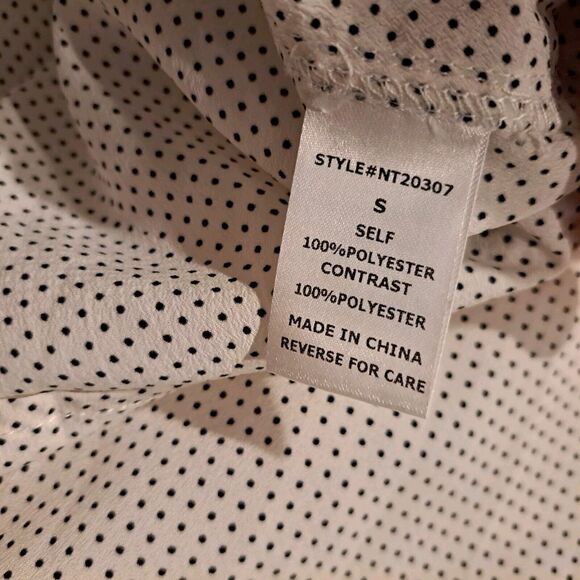 STYLE#NT20307
S
SELF
100%POLYESTER
CONTRAST
100%POLYESTER
MADE IN CHINA
REVERSE FOR CARE